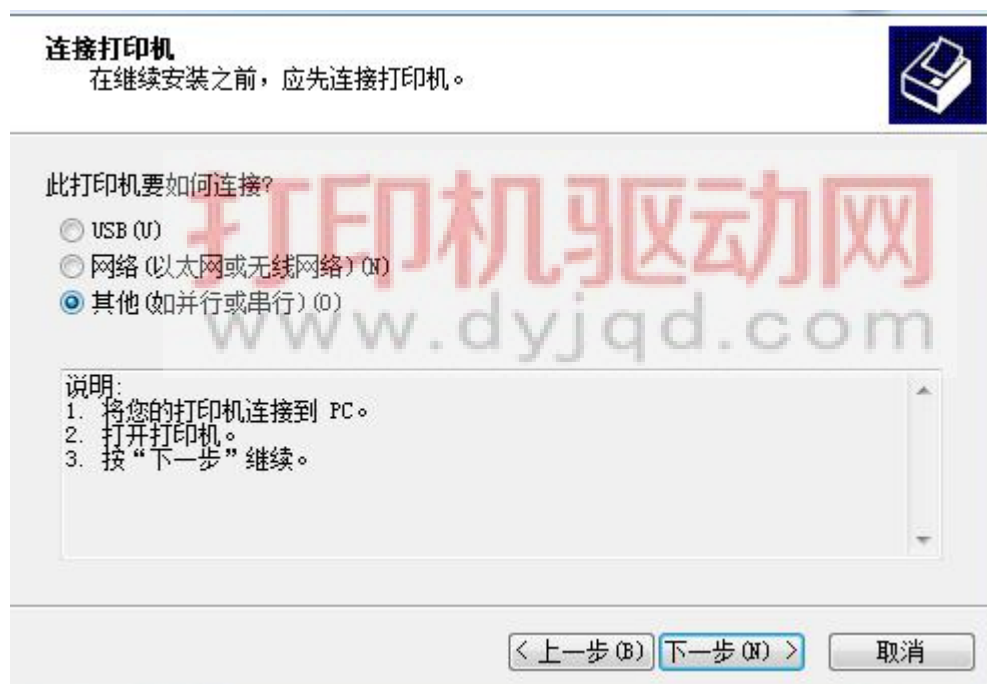 连接打印机
在继续安装之前，应先连接打印机。
此打印机要如何连接?
USB(U)
网络(以太网或无线网络)(N)
其他(如并行或串行)(O)
打印机驱动网
www.dyjqd.com
说明:
1. 将您的打印机连接到 PC。
2. 打开打印机。
3. 按“下一步”继续。
< 上一步(B) 下一步(N) > 取消